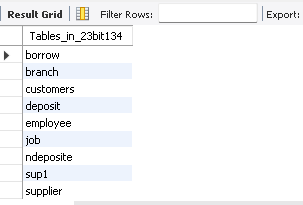 Result Grid Filter Rows: Export:
Tables_in_23bit134
borrow
branch
customers
deposit
employee
job
ndeposite
sup1
supplier